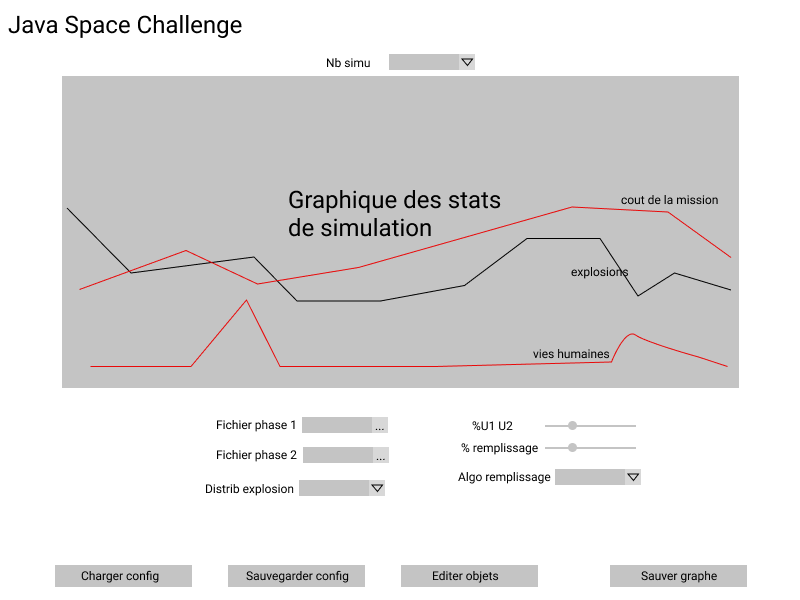 Java Space Challenge
Nb simu
Graphique des stats
de simulation
cout de la mission
explosions
vies humaines
Fichier phase 1 ...
%U1 U2
% remplissage
Fichier phase 2 ...
Algo remplissage
Distrib explosion
Charger config
Sauvegarder config
Editer objets
Sauver graphe